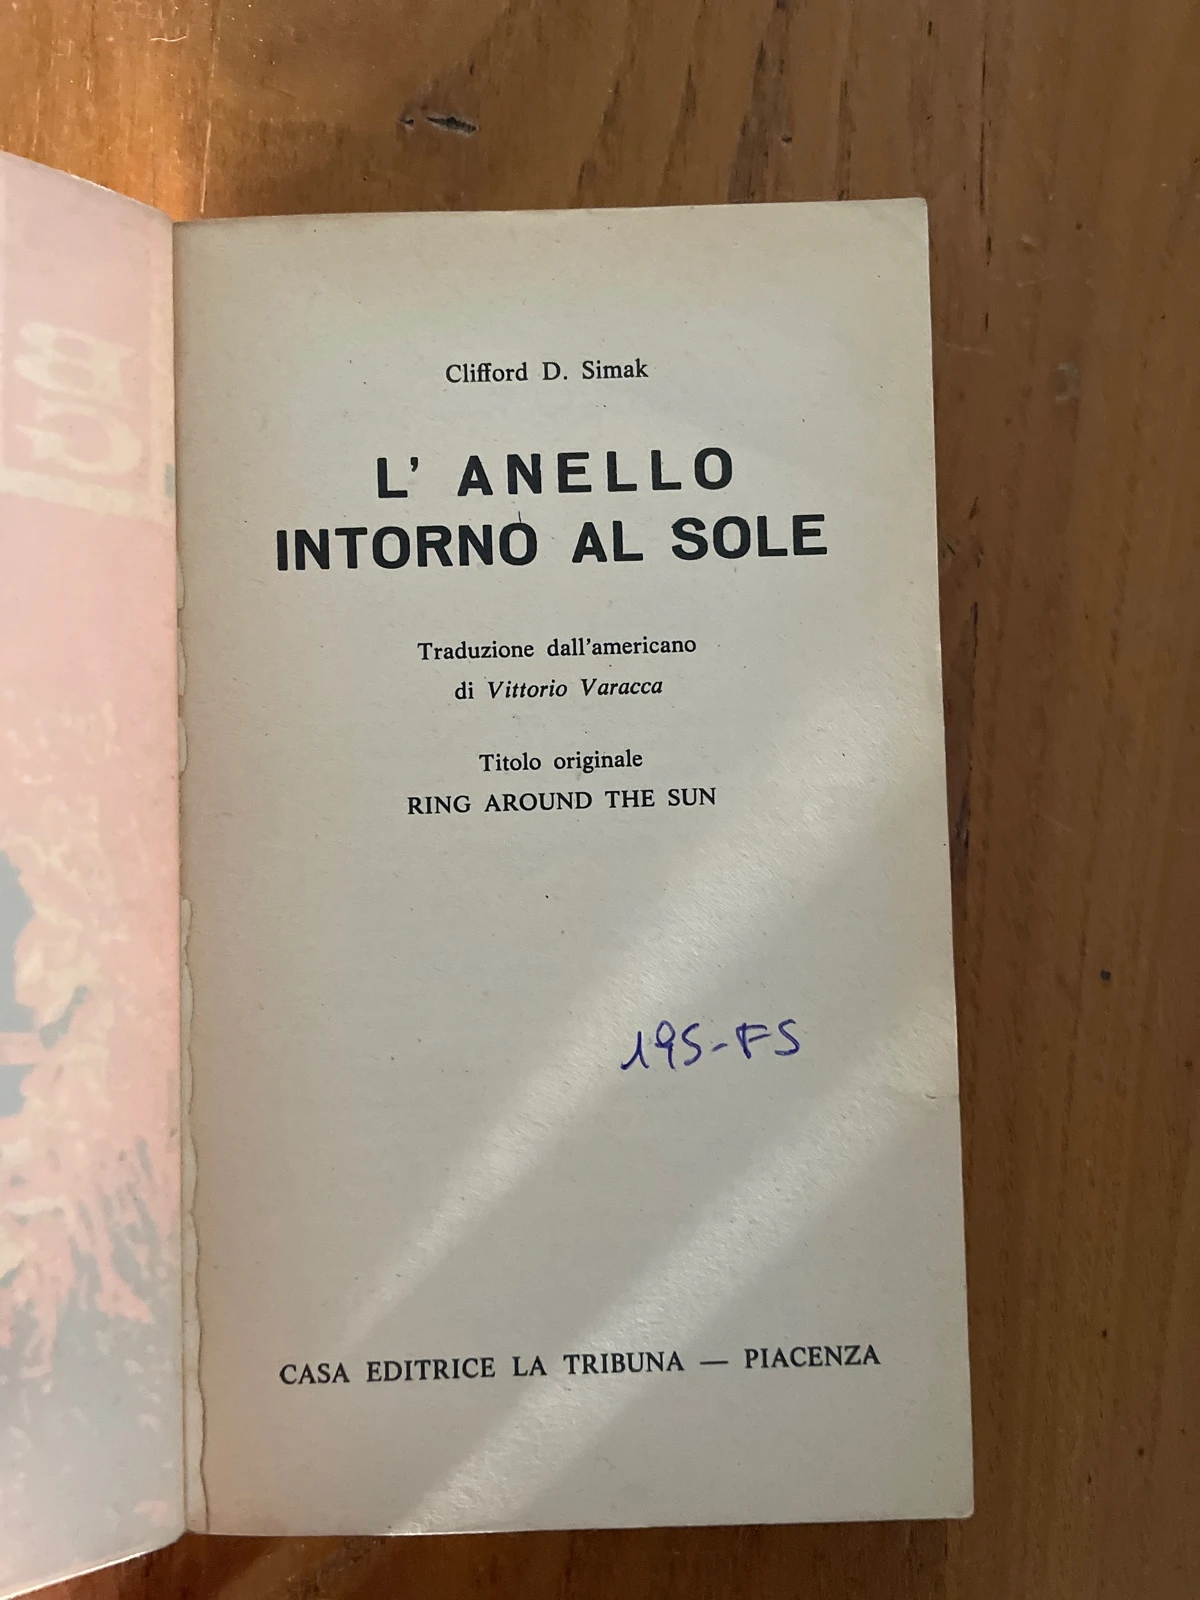 Clifford D. Simak
L' ANELLO
INTORNO AL SOLE
Traduzione dall'americano
di Vittorio Varacca
Titolo originale
RING AROUND THE SUN
195-FS
CASA EDITRICE LA TRIBUNA — PIACENZA